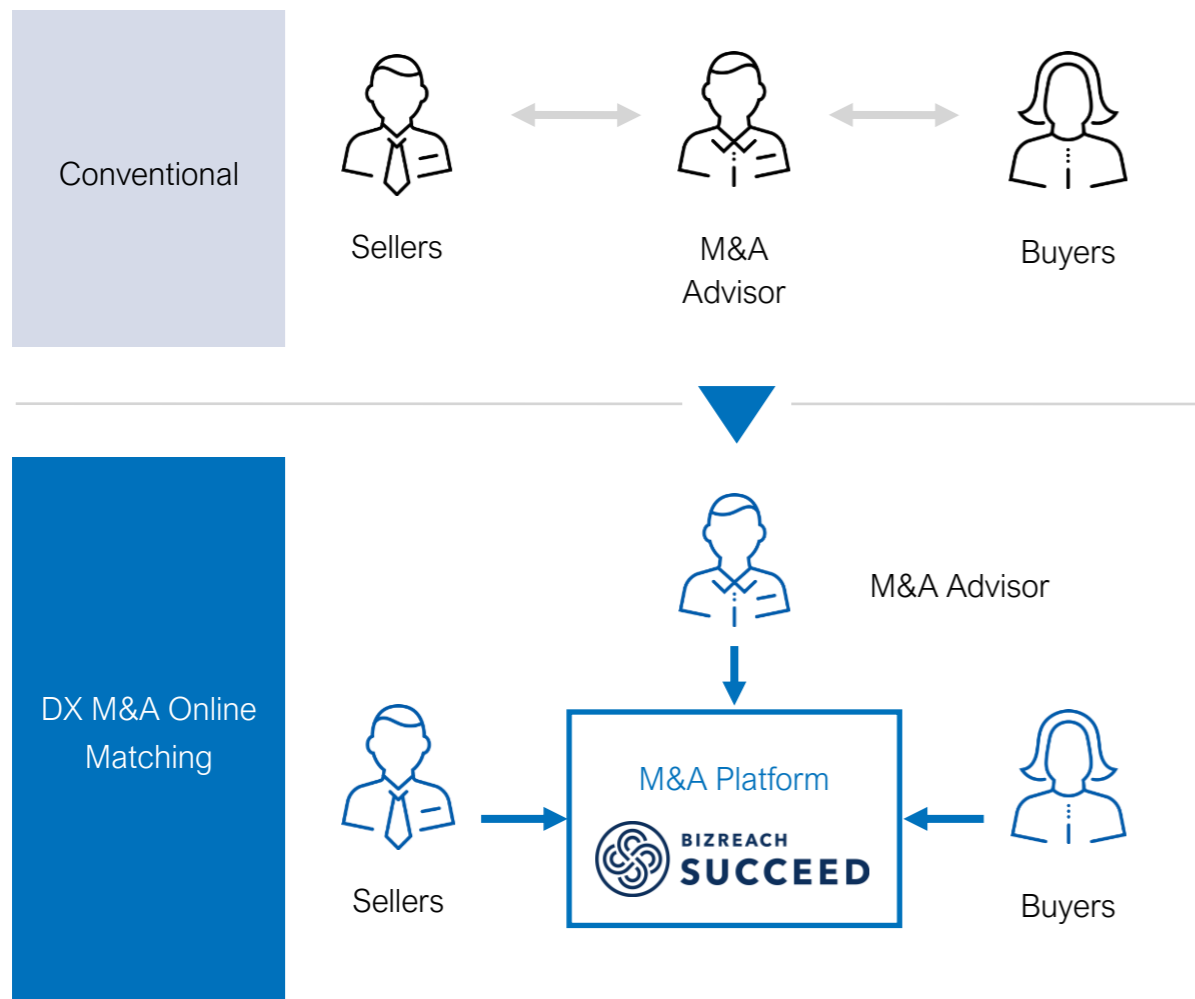 Conventional
Sellers
M&A
Advisor
Buyers
M&A Advisor
DX M&A Online
Matching
M&A Platform
BIZREACH
SUCCEED
Sellers
Buyers